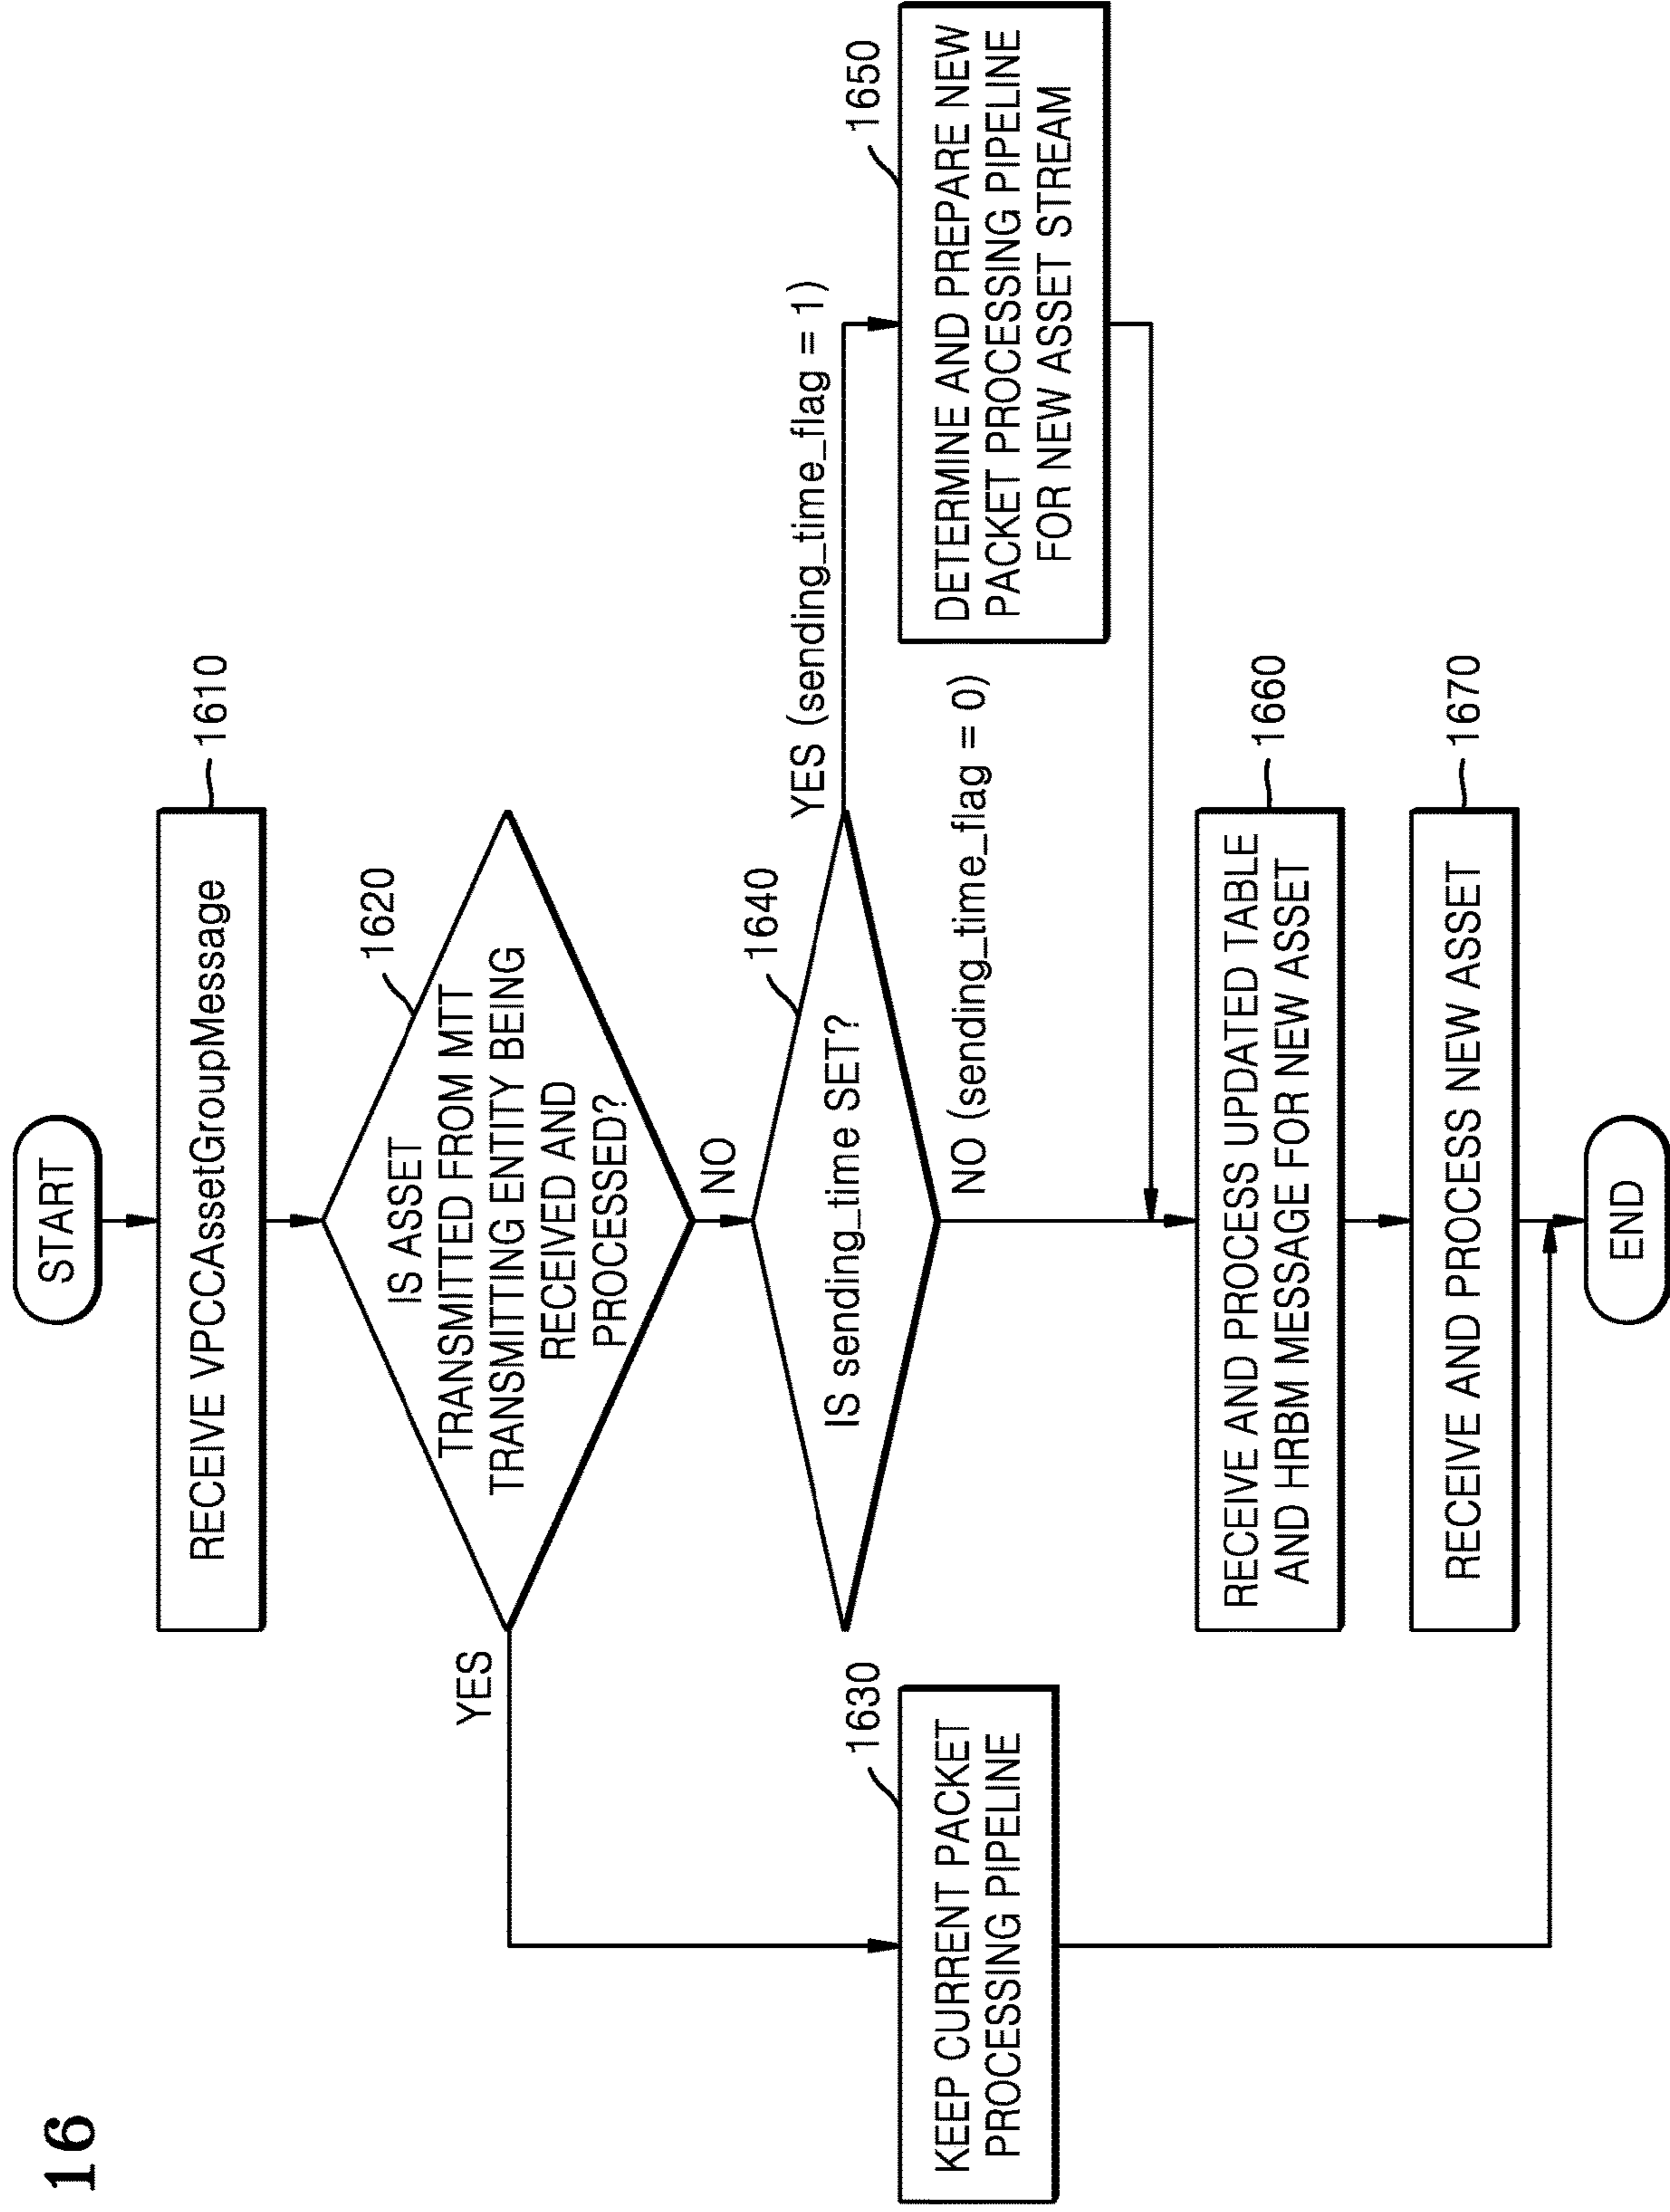 16
START
RECEIVE VPCCAssetGroupMessage
1610
IS ASSET
TRANSMITTED FROM MTT
TRANSMITTING ENTITY BEING
RECEIVED AND
PROCESSED?
1620
YES
NO
KEEP CURRENT PACKET
PROCESSING PIPELINE
1630
IS sending_time SET?
1640
YES (sending_time_flag = 1)
NO (sending_time_flag = 0)
DETERMINE AND PREPARE NEW
PACKET PROCESSING PIPELINE
FOR NEW ASSET STREAM
1650
RECEIVE AND PROCESS UPDATED TABLE
AND HRBM MESSAGE FOR NEW ASSET
1660
RECEIVE AND PROCESS NEW ASSET
1670
END